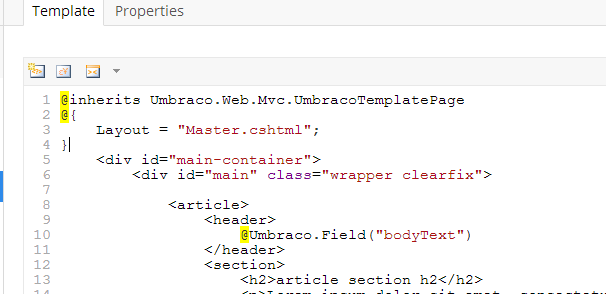 Template Properties
1 @inherits Umbraco.Web.Mvc.UmbracoTemplatePage
2 @{
3 Layout = "Master.cshtml";
4 }
5 <div id="main-container">
6 <div id="main" class="wrapper clearfix">
7
8 <article>
9 <header>
10 @Umbraco.Field("bodyText")
11 </header>
12 <section>
13 <h2>article section h2</h2>